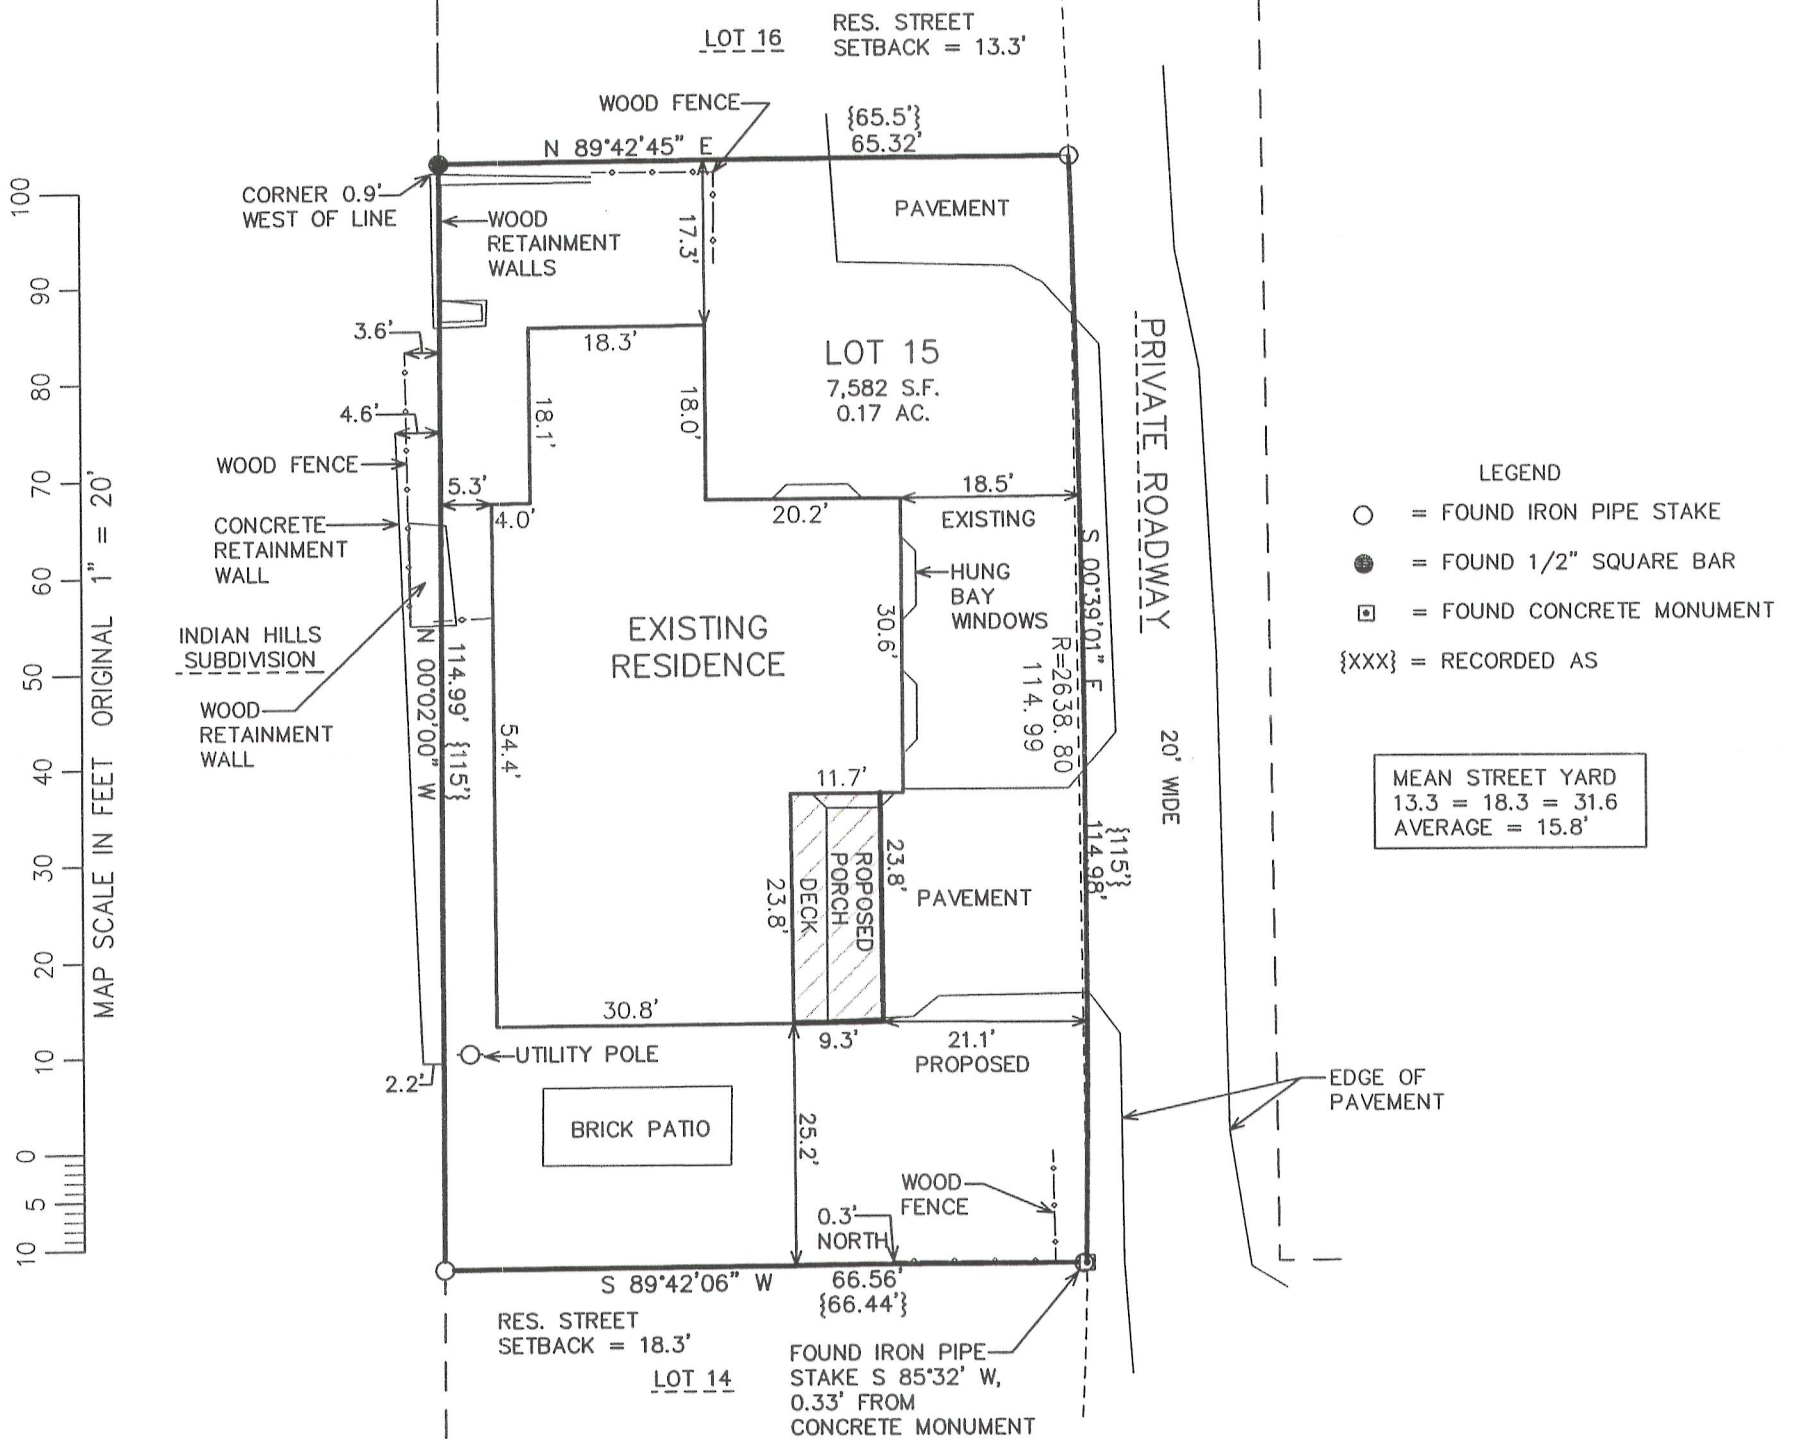 RES. STREET
SETBACK = 13.3'
LOT 16
WOOD FENCE
{65.5'}
65.32'
N 89°42'45" E
CORNER 0.9'
WEST OF LINE
WOOD
RETAINMENT
WALLS
17.3'
PAVEMENT
3.6'
18.3'
LOT 15
7,582 S.F.
0.17 AC.
18.1'
18.0'
4.6'
WOOD FENCE
5.3'
4.0'
20.2'
18.5'
EXISTING
CONCRETE
RETAINMENT
WALL
HUNG
BAY
WINDOWS
30.6'
EXISTING
RESIDENCE
INDIAN HILLS
SUBDIVISION
WOOD
RETAINMENT
WALL
N 00°02'00" W
114.99' {115'}
54.4'
S 00°39'01" E
R=2638.80
114.99
PRIVATE ROADWAY
20' WIDE
{115'}
114.98'
11.7'
23.8'
DECK
ROPOSED
PORCH
23.8'
PAVEMENT
30.8'
9.3'
21.1'
PROPOSED
UTILITY POLE
2.2'
BRICK PATIO
25.2'
EDGE OF
PAVEMENT
WOOD
FENCE
0.3'
NORTH
S 89°42'06" W
66.56'
{66.44'}
RES. STREET
SETBACK = 18.3'
LOT 14
FOUND IRON PIPE
STAKE S 85°32' W,
0.33' FROM
CONCRETE MONUMENT
LEGEND
= FOUND IRON PIPE STAKE
= FOUND 1/2" SQUARE BAR
= FOUND CONCRETE MONUMENT
{XXX} = RECORDED AS
MEAN STREET YARD
13.3 = 18.3 = 31.6
AVERAGE = 15.8'
MAP SCALE IN FEET ORIGINAL 1" = 20'
100
90
80
70
60
50
40
30
20
10
0
5
10